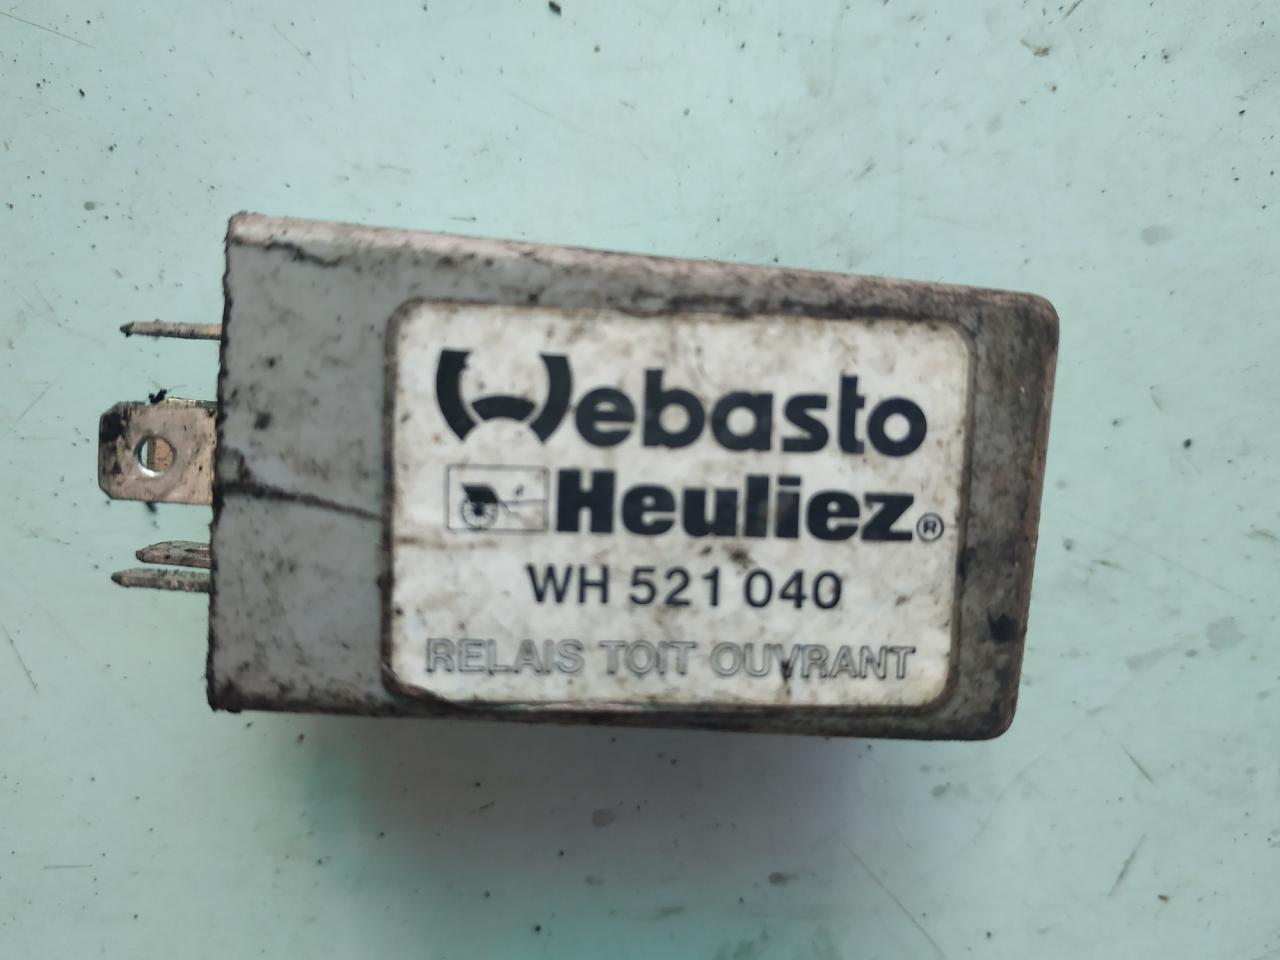 Webasto
Heuliez®
WH 521 040
RELAIS TOIT OUVRANT